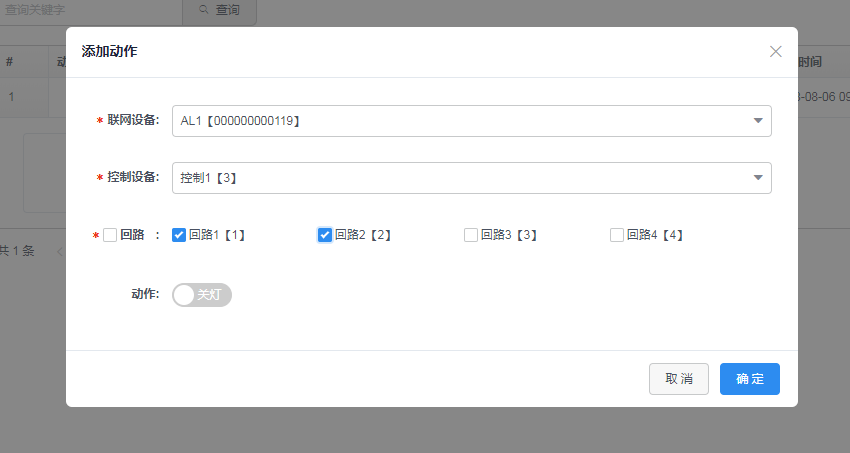 查询关键字
查询
添加动作
#
动
时间
* 联网设备:
AL1【000000000119】
1
8-08-06 09
* 控制设备:
控制1【3】
* 回路 :
回路1【1】
回路2【2】
回路3【3】
回路4【4】
共 1 条
动作:
关灯
取消
确定